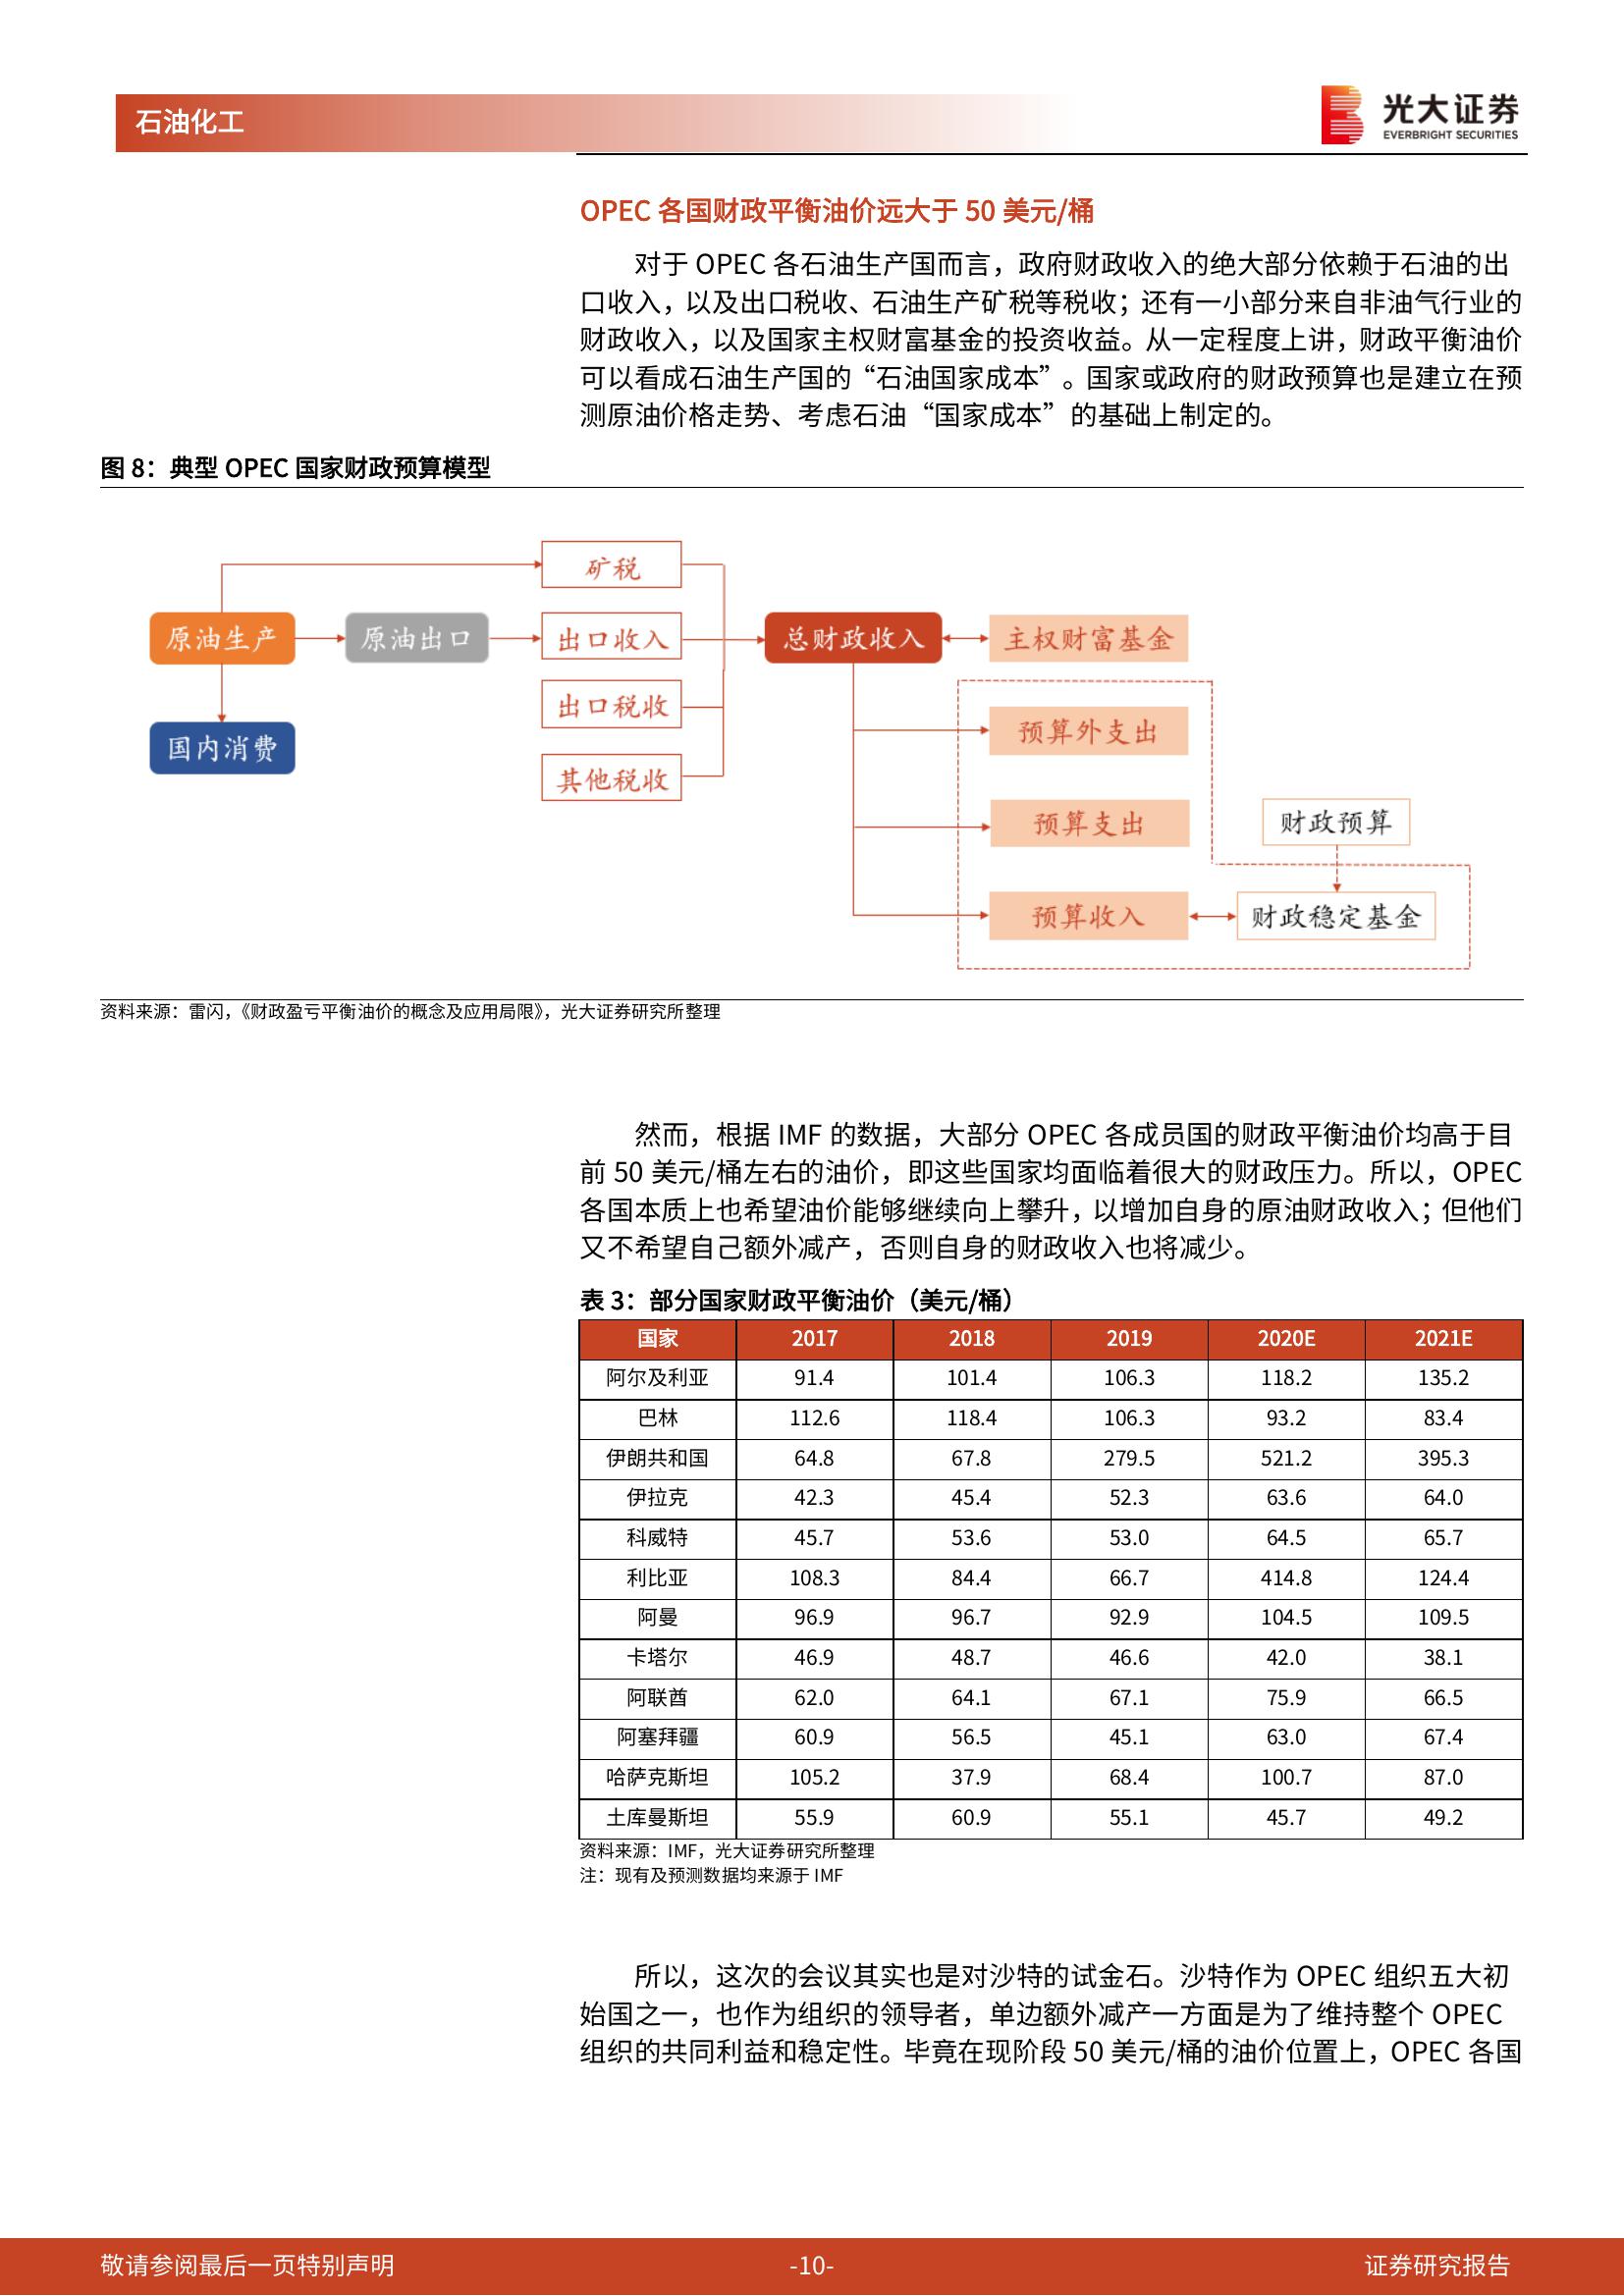 石油化工
光大证券
EVERBRIGHT SECURITIES
OPEC 各国财政平衡油价远大于 50 美元/桶
对于 OPEC 各石油生产国而言，政府财政收入的绝大部分依赖于石油的出
口收入，以及出口税收、石油生产矿税等税收；还有一小部分来自非油气行业的
财政收入，以及国家主权财富基金的投资收益。从一定程度上讲，财政平衡油价
可以看成石油生产国的“石油国家成本”。国家或政府的财政预算也是建立在预
测原油价格走势、考虑石油“国家成本”的基础上制定的。
图 8：典型 OPEC 国家财政预算模型
矿税
原油生产 原油出口 出口收入 总财政收入 主权财富基金
出口税收
预算外支出
国内消费
其他税收
预算支出 财政预算
预算收入 财政稳定基金
资料来源：雷闪，《财政盈亏平衡油价的概念及应用局限》，光大证券研究所整理
然而，根据 IMF 的数据，大部分 OPEC 各成员国的财政平衡油价均高于目
前 50 美元/桶左右的油价，即这些国家均面临着很大的财政压力。所以，OPEC
各国本质上也希望油价能够继续向上攀升，以增加自身的原油财政收入；但他们
又不希望自己额外减产，否则自身的财政收入也将减少。
表 3：部分国家财政平衡油价（美元/桶）
国家 2017 2018 2019 2020E 2021E
阿尔及利亚 91.4 101.4 106.3 118.2 135.2
巴林 112.6 118.4 106.3 93.2 83.4
伊朗共和国 64.8 67.8 279.5 521.2 395.3
伊拉克 42.3 45.4 52.3 63.6 64.0
科威特 45.7 53.6 53.0 64.5 65.7
利比亚 108.3 84.4 66.7 414.8 124.4
阿曼 96.9 96.7 92.9 104.5 109.5
卡塔尔 46.9 48.7 46.6 42.0 38.1
阿联酋 62.0 64.1 67.1 75.9 66.5
阿塞拜疆 60.9 56.5 45.1 63.0 67.4
哈萨克斯坦 105.2 37.9 68.4 100.7 87.0
土库曼斯坦 55.9 60.9 55.1 45.7 49.2
资料来源：IMF，光大证券研究所整理
注：现有及预测数据均来源于 IMF
所以，这次的会议其实也是对沙特的试金石。沙特作为 OPEC 组织五大初
始国之一，也作为组织的领导者，单边额外减产一方面是为了维持整个 OPEC
组织的共同利益和稳定性。毕竟在现阶段 50 美元/桶的油价位置上，OPEC 各国
敬请参阅最后一页特别声明 -10- 证券研究报告